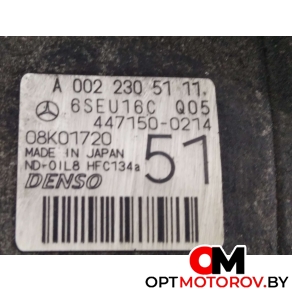 A 002 230 51 11.
6SEU16C Q05
447150-0214
08K01720
MADE IN JAPAN
ND-OIL8 HFC134a
51
DENSO
OPTMOTOROV.BY